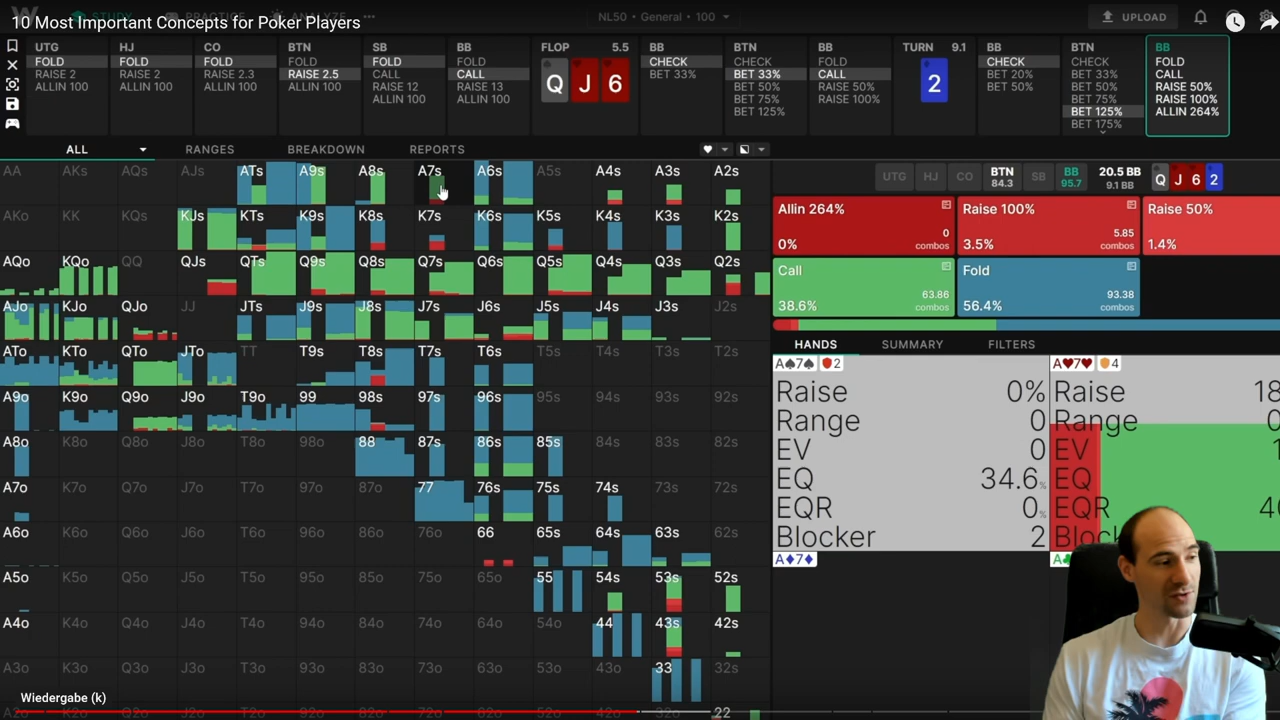 10 Most Important Concepts for Poker Players
STUDY PRACTICE ANALYZE
NL50 • General • 100
UPLOAD
UTG
FOLD
RAISE 2
ALLIN 100
HJ
FOLD
RAISE 2
ALLIN 100
CO
FOLD
RAISE 2.3
ALLIN 100
BTN
FOLD
RAISE 2.5
ALLIN 100
SB
FOLD
CALL
RAISE 12
ALLIN 100
BB
FOLD
CALL
RAISE 13
ALLIN 100
FLOP 5.5
Q J 6
BB
CHECK
BET 33%
BTN
CHECK
BET 33%
BET 50%
BET 75%
BET 125%
BB
FOLD
CALL
RAISE 50%
RAISE 100%
TURN 9.1
2
BB
CHECK
BET 20%
BET 50%
BTN
CHECK
BET 33%
BET 50%
BET 75%
BET 125%
BET 175%
BB
FOLD
CALL
RAISE 50%
RAISE 100%
ALLIN 264%
ALL RANGES BREAKDOWN REPORTS
AA AKs AQs AJs ATs A9s A8s A7s A6s A5s A4s A3s A2s
AKo KK KQs KJs KTs K9s K8s K7s K6s K5s K4s K3s K2s
AQo KQo QQ QJs QTs Q9s Q8s Q7s Q6s Q5s Q4s Q3s Q2s
AJo KJo QJo JJ JTs J9s J8s J7s J6s J5s J4s J3s J2s
ATo KTo QTo JTo TT T9s T8s T7s T6s T5s T4s T3s T2s
A9o K9o Q9o J9o T9o 99 98s 97s 96s 95s 94s 93s 92s
A8o K8o Q8o J8o T8o 98o 88 87s 86s 85s 84s 83s 82s
A7o K7o Q7o J7o T7o 97o 87o 77 76s 75s 74s 73s 72s
A6o K6o Q6o J6o T6o 96o 86o 76o 66 65s 64s 63s 62s
A5o K5o Q5o J5o T5o 95o 85o 75o 65o 55 54s 53s 52s
A4o K4o Q4o J4o T4o 94o 84o 74o 64o 54o 44 43s 42s
A3o K3o Q3o J3o T3o 93o 83o 73o 63o 53o 43o 33 32s
22
UTG HJ CO BTN 84.3 SB BB 95.7 20.5 BB 9.1 BB Q J 6 2
Allin 264%
0% 0 combos
Raise 100%
3.5% 5.85 combos
Raise 50%
1.4%
Call
38.6% 63.86 combos
Fold
56.4% 93.38 combos
HANDS SUMMARY FILTERS
A♠7♠ 2
Raise 0%
Range 0
EV 0
EQ 34.6%
EQR 0%
Blocker 2
A♥7♥ 4
Raise 18
Range 0
EV 1
EQ
EQR 40
Block
A♦7♦
Wiedergabe (k)